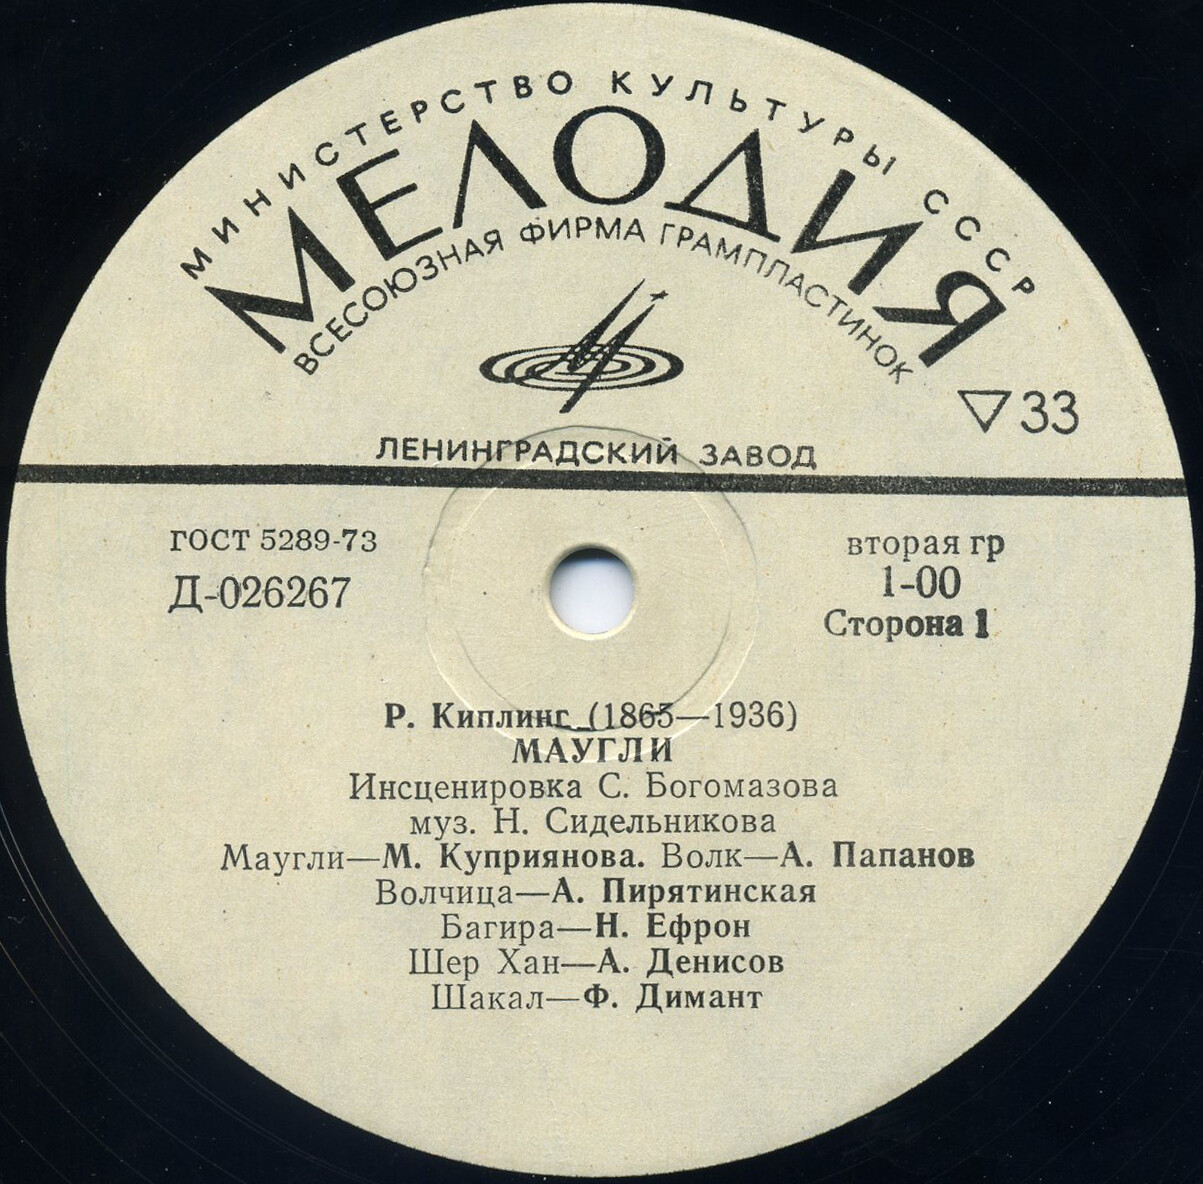 МИНИСТЕРСТВО КУЛЬТУРЫ СССР
МЕЛОДИЯ
ВСЕСОЮЗНАЯ ФИРМА ГРАМПЛАСТИНОК
33
ЛЕНИНГРАДСКИЙ ЗАВОД
ГОСТ 5289-73
Д-026267
вторая гр
1-00
Сторона 1
Р. Киплинг (1865—1936)
МАУГЛИ
Инсценировка С. Богомазова
муз. Н. Сидельникова
Маугли—М. Куприянова. Волк—А. Папанов
Волчица—А. Пирятинская
Багира—Н. Ефрон
Шер Хан—А. Денисов
Шакал—Ф. Димант